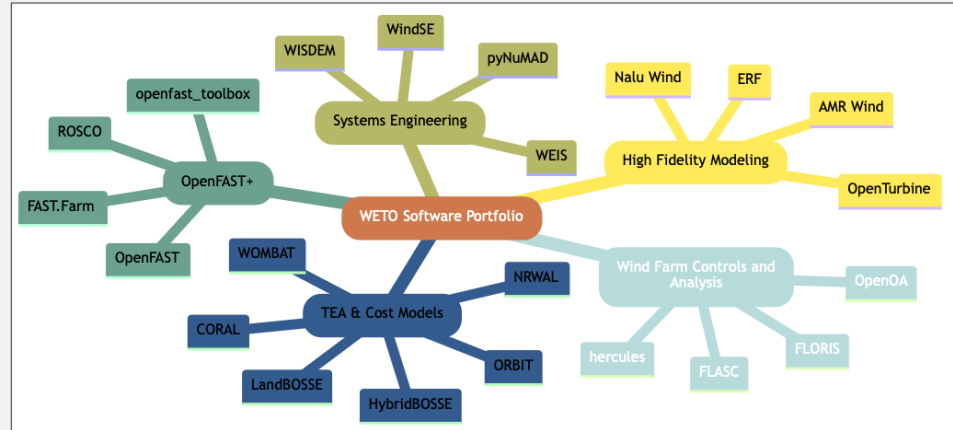 WindSE
WISDEM
pyNuMAD
Nalu Wind
ERF
openfast_toolbox
AMR Wind
ROSCO
Systems Engineering
WEIS
High Fidelity Modeling
OpenFAST+
OpenTurbine
FAST.Farm
WETO Software Portfolio
OpenFAST
WOMBAT
Wind Farm Controls and
Analysis
NRWAL
OpenOA
TEA & Cost Models
CORAL
FLORIS
hercules
ORBIT
FLASC
LandBOSSE
HybridBOSSE